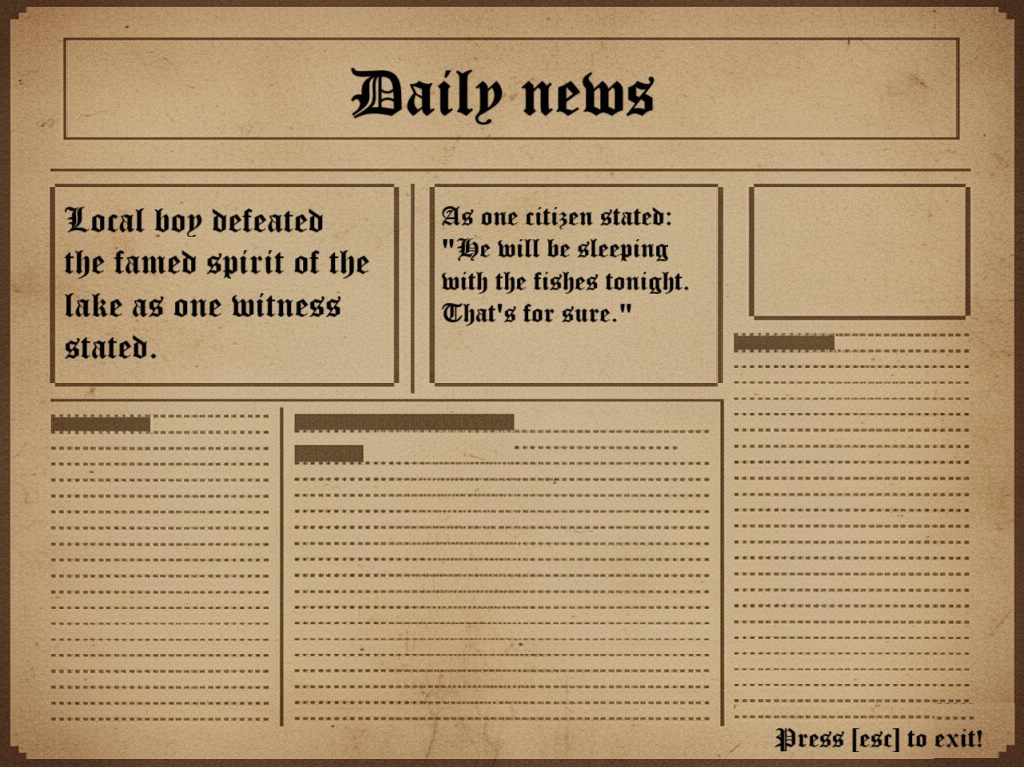 Daily news
Local boy defeated
the famed spirit of the
lake as one witness
stated.
As one citizen stated:
"He will be sleeping
with the fishes tonight.
That's for sure."
Press [esc] to exit!